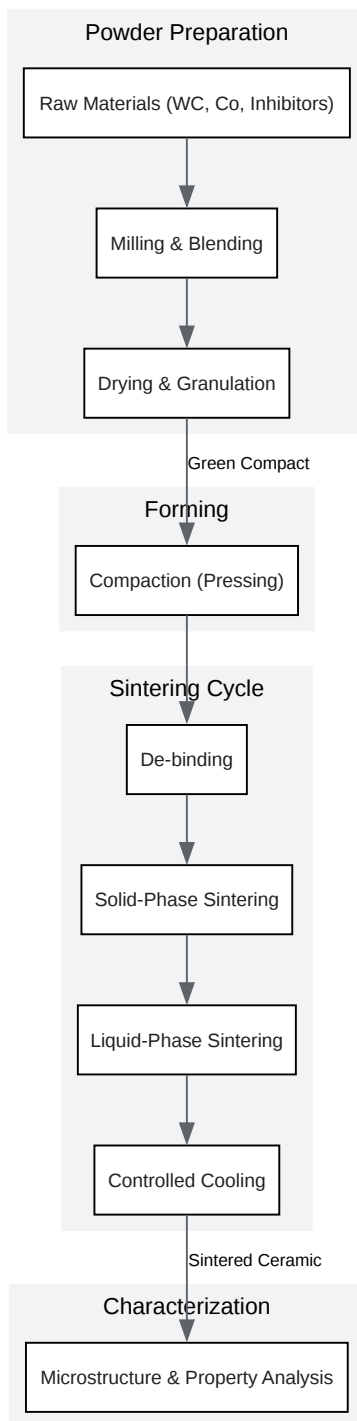 Powder Preparation
Raw Materials (WC, Co, Inhibitors)
Milling & Blending
Drying & Granulation
Green Compact
Forming
Compaction (Pressing)
Sintering Cycle
De-binding
Solid-Phase Sintering
Liquid-Phase Sintering
Controlled Cooling
Sintered Ceramic
Characterization
Microstructure & Property Analysis